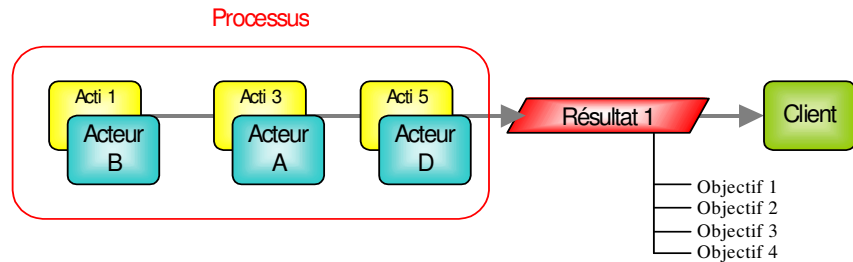 Processus
Acti 1
Acteur
B
Acti 3
Acteur
A
Acti 5
Acteur
D
Résultat 1
Client
Objectif 1
Objectif 2
Objectif 3
Objectif 4